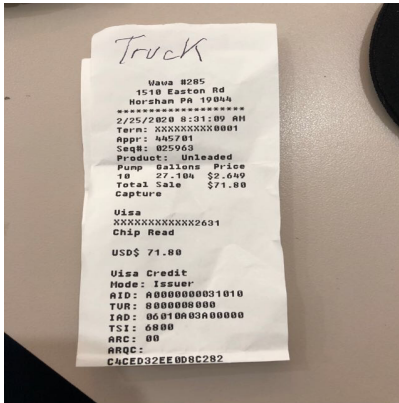 Truck
Wawa #285
1510 Easton Rd
Horsham PA 19044
********************
2/25/2020 8:31:09 AM
Term: XXXXXXXXX0001
Appr: 445701
Seq#: 025963
Product: Unleaded
Pump Gallons Price
10 27.104 $2.649
Total Sale $71.80
Capture
Visa
XXXXXXXXXXXX2631
Chip Read
USD$ 71.80
Visa Credit
Mode: Issuer
AID: A0000000031010
TVR: 8000008000
IAD: 06010A03A00000
TSI: 6800
ARC: 00
ARQC:
C4CED32EE0D8C282